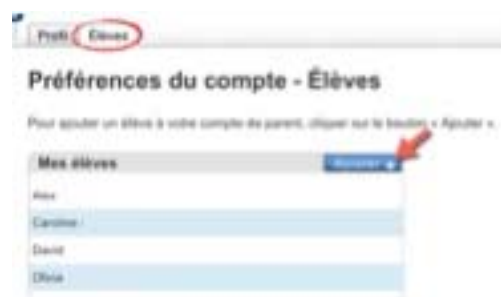 Profil Élèves
Préférences du compte - Élèves
Pour ajouter un élève à votre compte de parent, cliquer sur le bouton « Ajouter ».
Mes élèves Ajouter
Alex
Caroline
David
Olivia